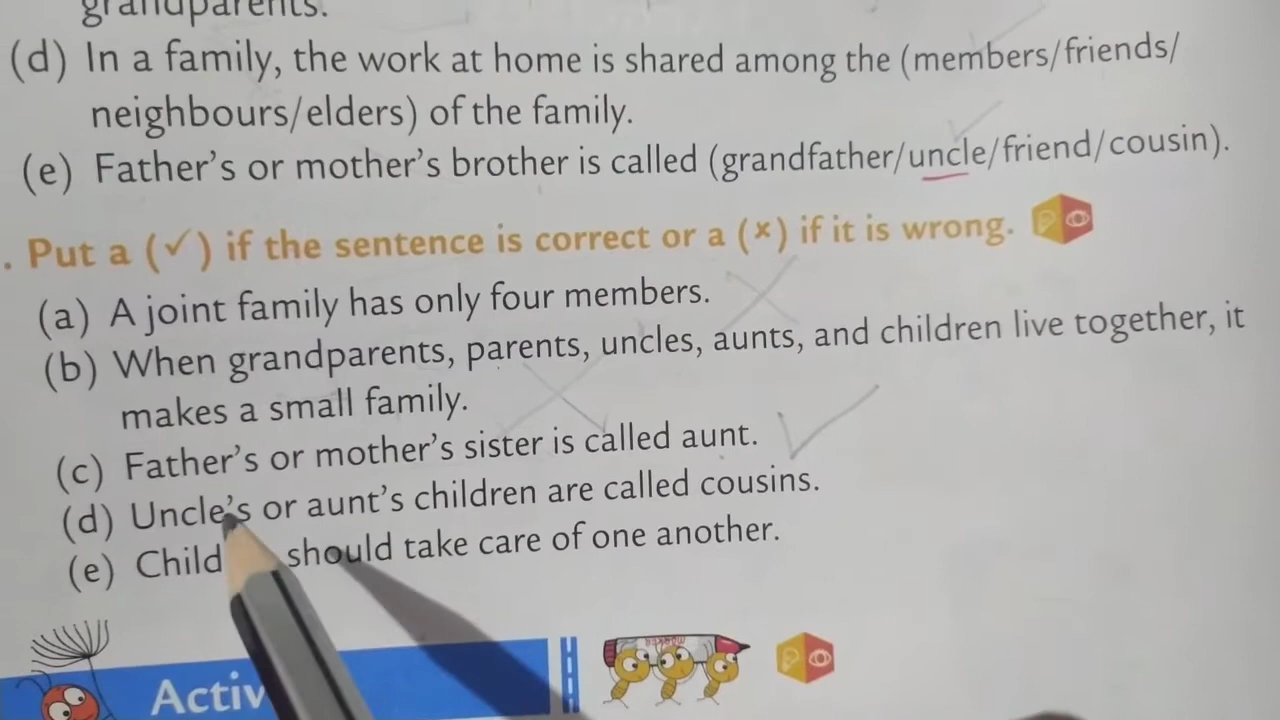 grandparents.
(d) In a family, the work at home is shared among the (members/friends/
neighbours/elders) of the family.
(e) Father's or mother's brother is called (grandfather/uncle/friend/cousin).
. Put a (✓) if the sentence is correct or a (×) if it is wrong.
(a) A joint family has only four members.
(b) When grandparents, parents, uncles, aunts, and children live together, it
makes a small family.
(c) Father's or mother's sister is called aunt.
(d) Uncle's or aunt's children are called cousins.
(e) Child should take care of one another.
Activ